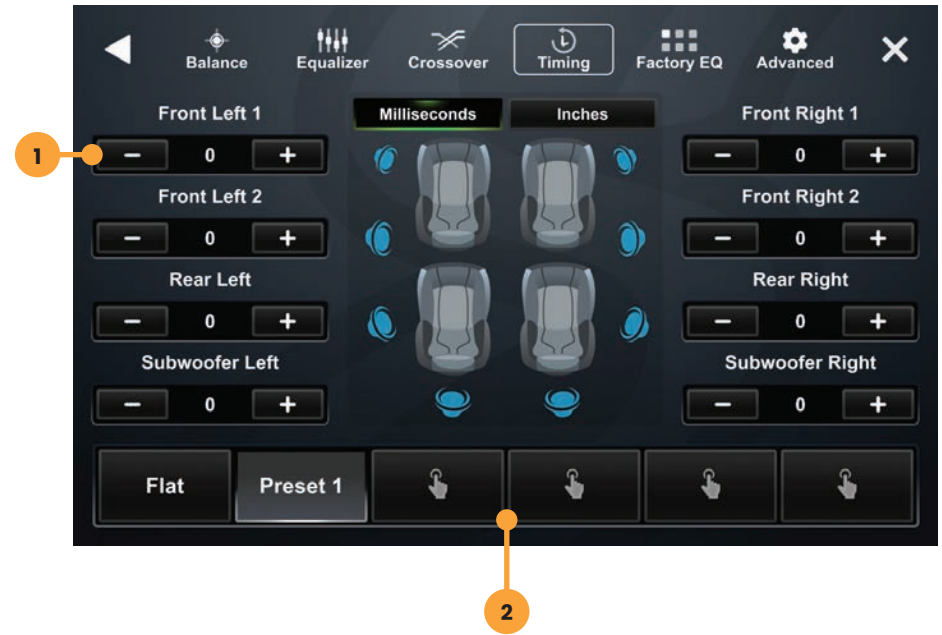 Balance Equalizer Crossover Timing Factory EQ Advanced
Front Left 1 Milliseconds Inches Front Right 1
1 − 0 + − 0 +
Front Left 2 Front Right 2
− 0 + − 0 +
Rear Left Rear Right
− 0 + − 0 +
Subwoofer Left Subwoofer Right
− 0 + − 0 +
Flat Preset 1
2